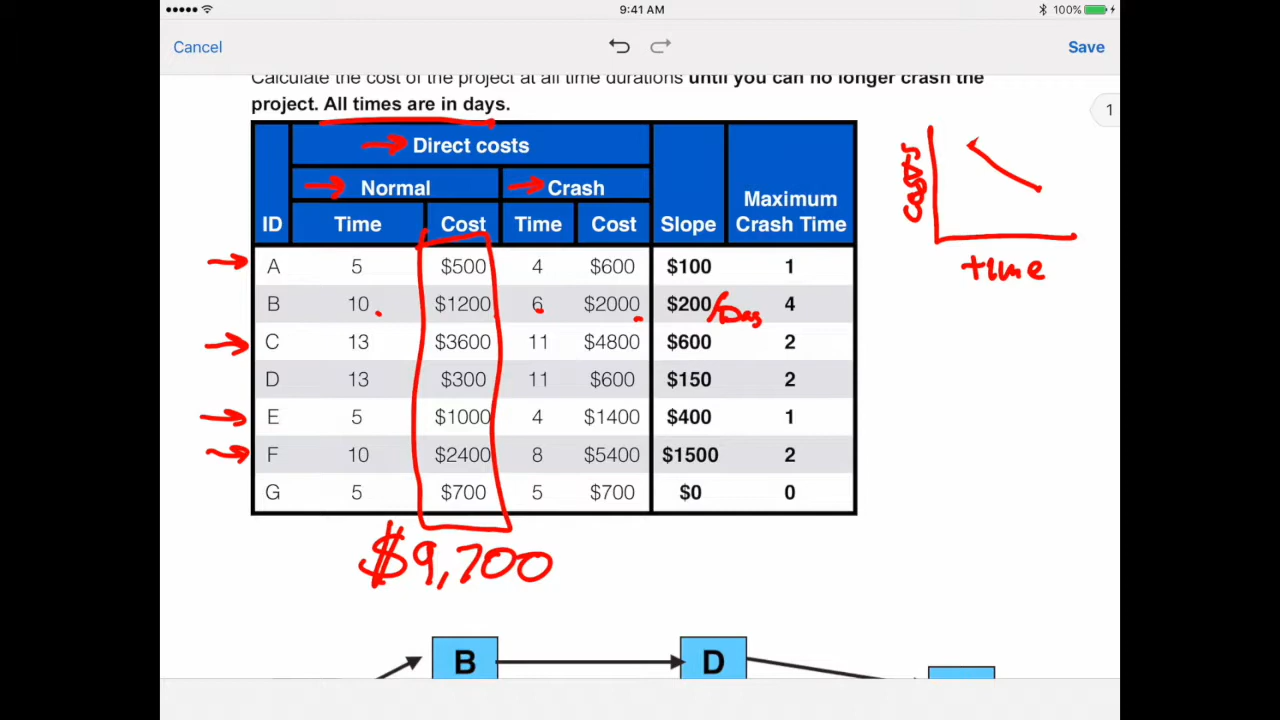 9:41 AM 100%
Cancel Save
Calculate the cost of the project at all time durations until you can no longer crash the
project. All times are in days.
1
Direct costs
Normal Crash
ID Time Cost Time Cost Slope Maximum Crash Time
A 5 $500 4 $600 $100 1
B 10 $1200 6 $2000 $200/Day 4
C 13 $3600 11 $4800 $600 2
D 13 $300 11 $600 $150 2
E 5 $1000 4 $1400 $400 1
F 10 $2400 8 $5400 $1500 2
G 5 $700 5 $700 $0 0
costs
time
$9,700
B D